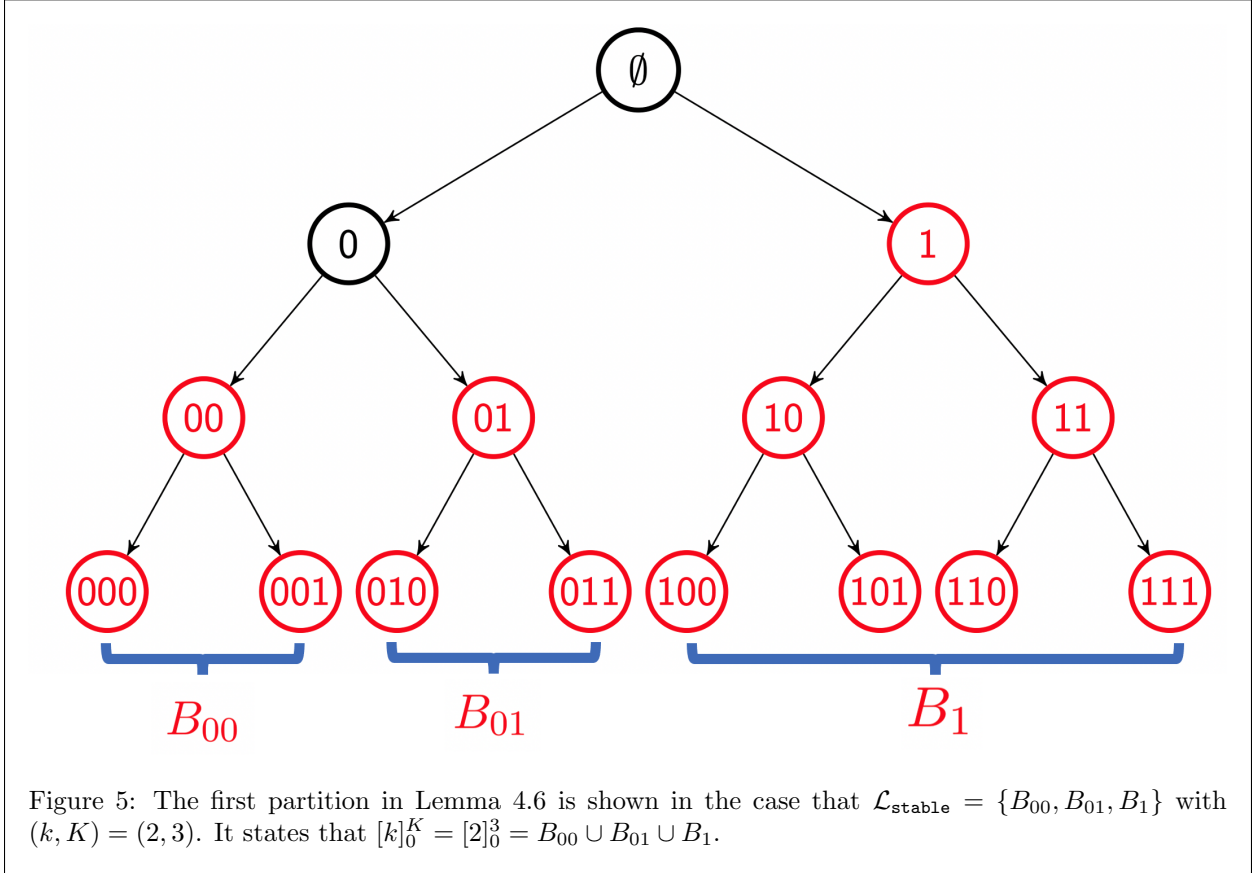 ∅
0 1
00 01 10 11
000 001 010 011 100 101 110 111
B₀₀ B₀₁ B₁
Figure 5: The first partition in Lemma 4.6 is shown in the case that 𝓛_stable = {B₀₀, B₀₁, B₁} with
(k, K) = (2, 3). It states that [k]₀ᴷ = [2]₀³ = B₀₀ ∪ B₀₁ ∪ B₁.